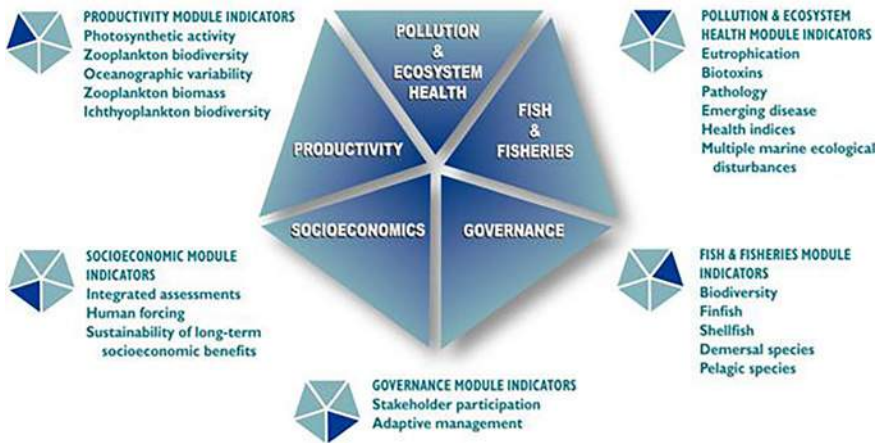 PRODUCTIVITY MODULE INDICATORS
Photosynthetic activity
Zooplankton biodiversity
Oceanographic variability
Zooplankton biomass
Ichthyoplankton biodiversity
POLLUTION
&
ECOSYSTEM
HEALTH
FISH
&
FISHERIES
PRODUCTIVITY
SOCIOECONOMICS
GOVERNANCE
POLLUTION & ECOSYSTEM
HEALTH MODULE INDICATORS
Eutrophication
Biotoxins
Pathology
Emerging disease
Health indices
Multiple marine ecological
disturbances
SOCIOECONOMIC MODULE
INDICATORS
Integrated assessments
Human forcing
Sustainability of long-term
socioeconomic benefits
FISH & FISHERIES MODULE
INDICATORS
Biodiversity
Finfish
Shellfish
Demersal species
Pelagic species
GOVERNANCE MODULE INDICATORS
Stakeholder participation
Adaptive management